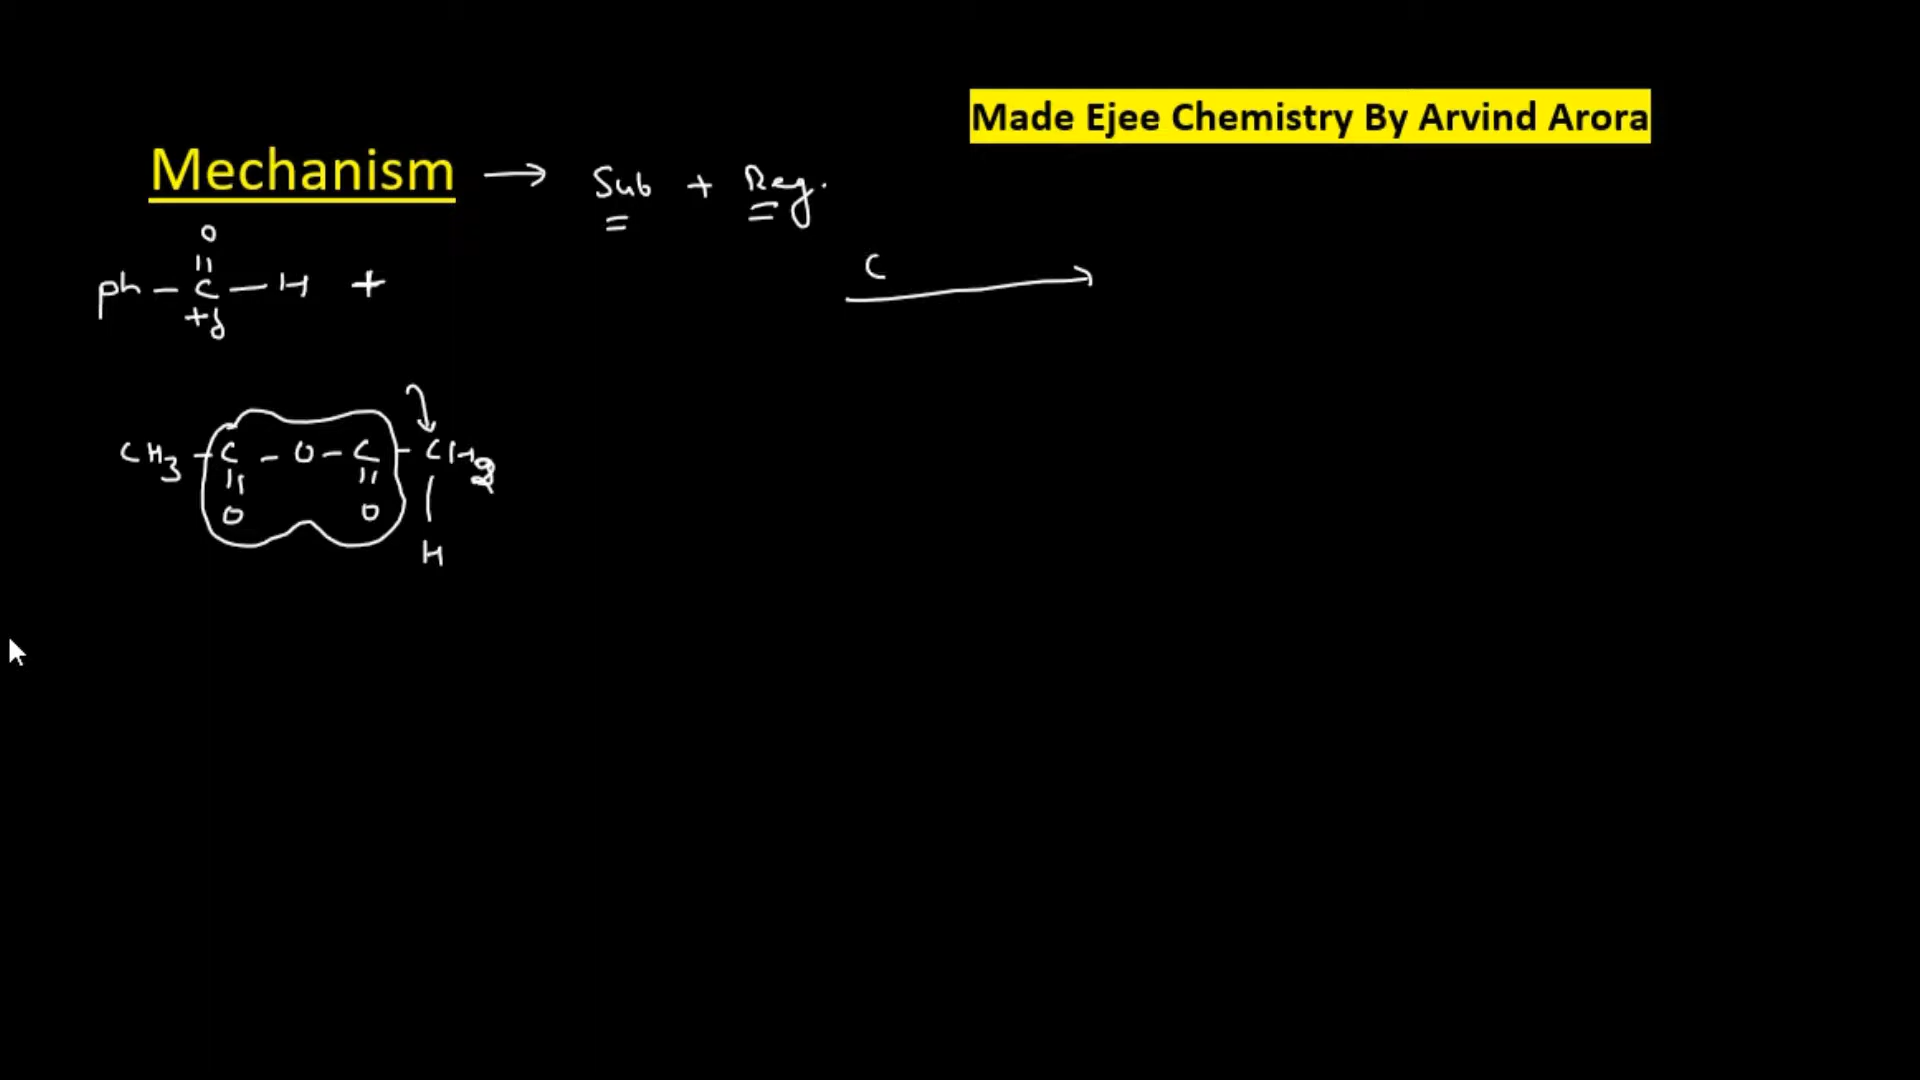 Made Ejee Chemistry By Arvind Arora
Mechanism → Sub + Reg.
O
||
ph - C - H +
+δ
C
CH3 - C - O - C - CH2
|| || |
O O
H